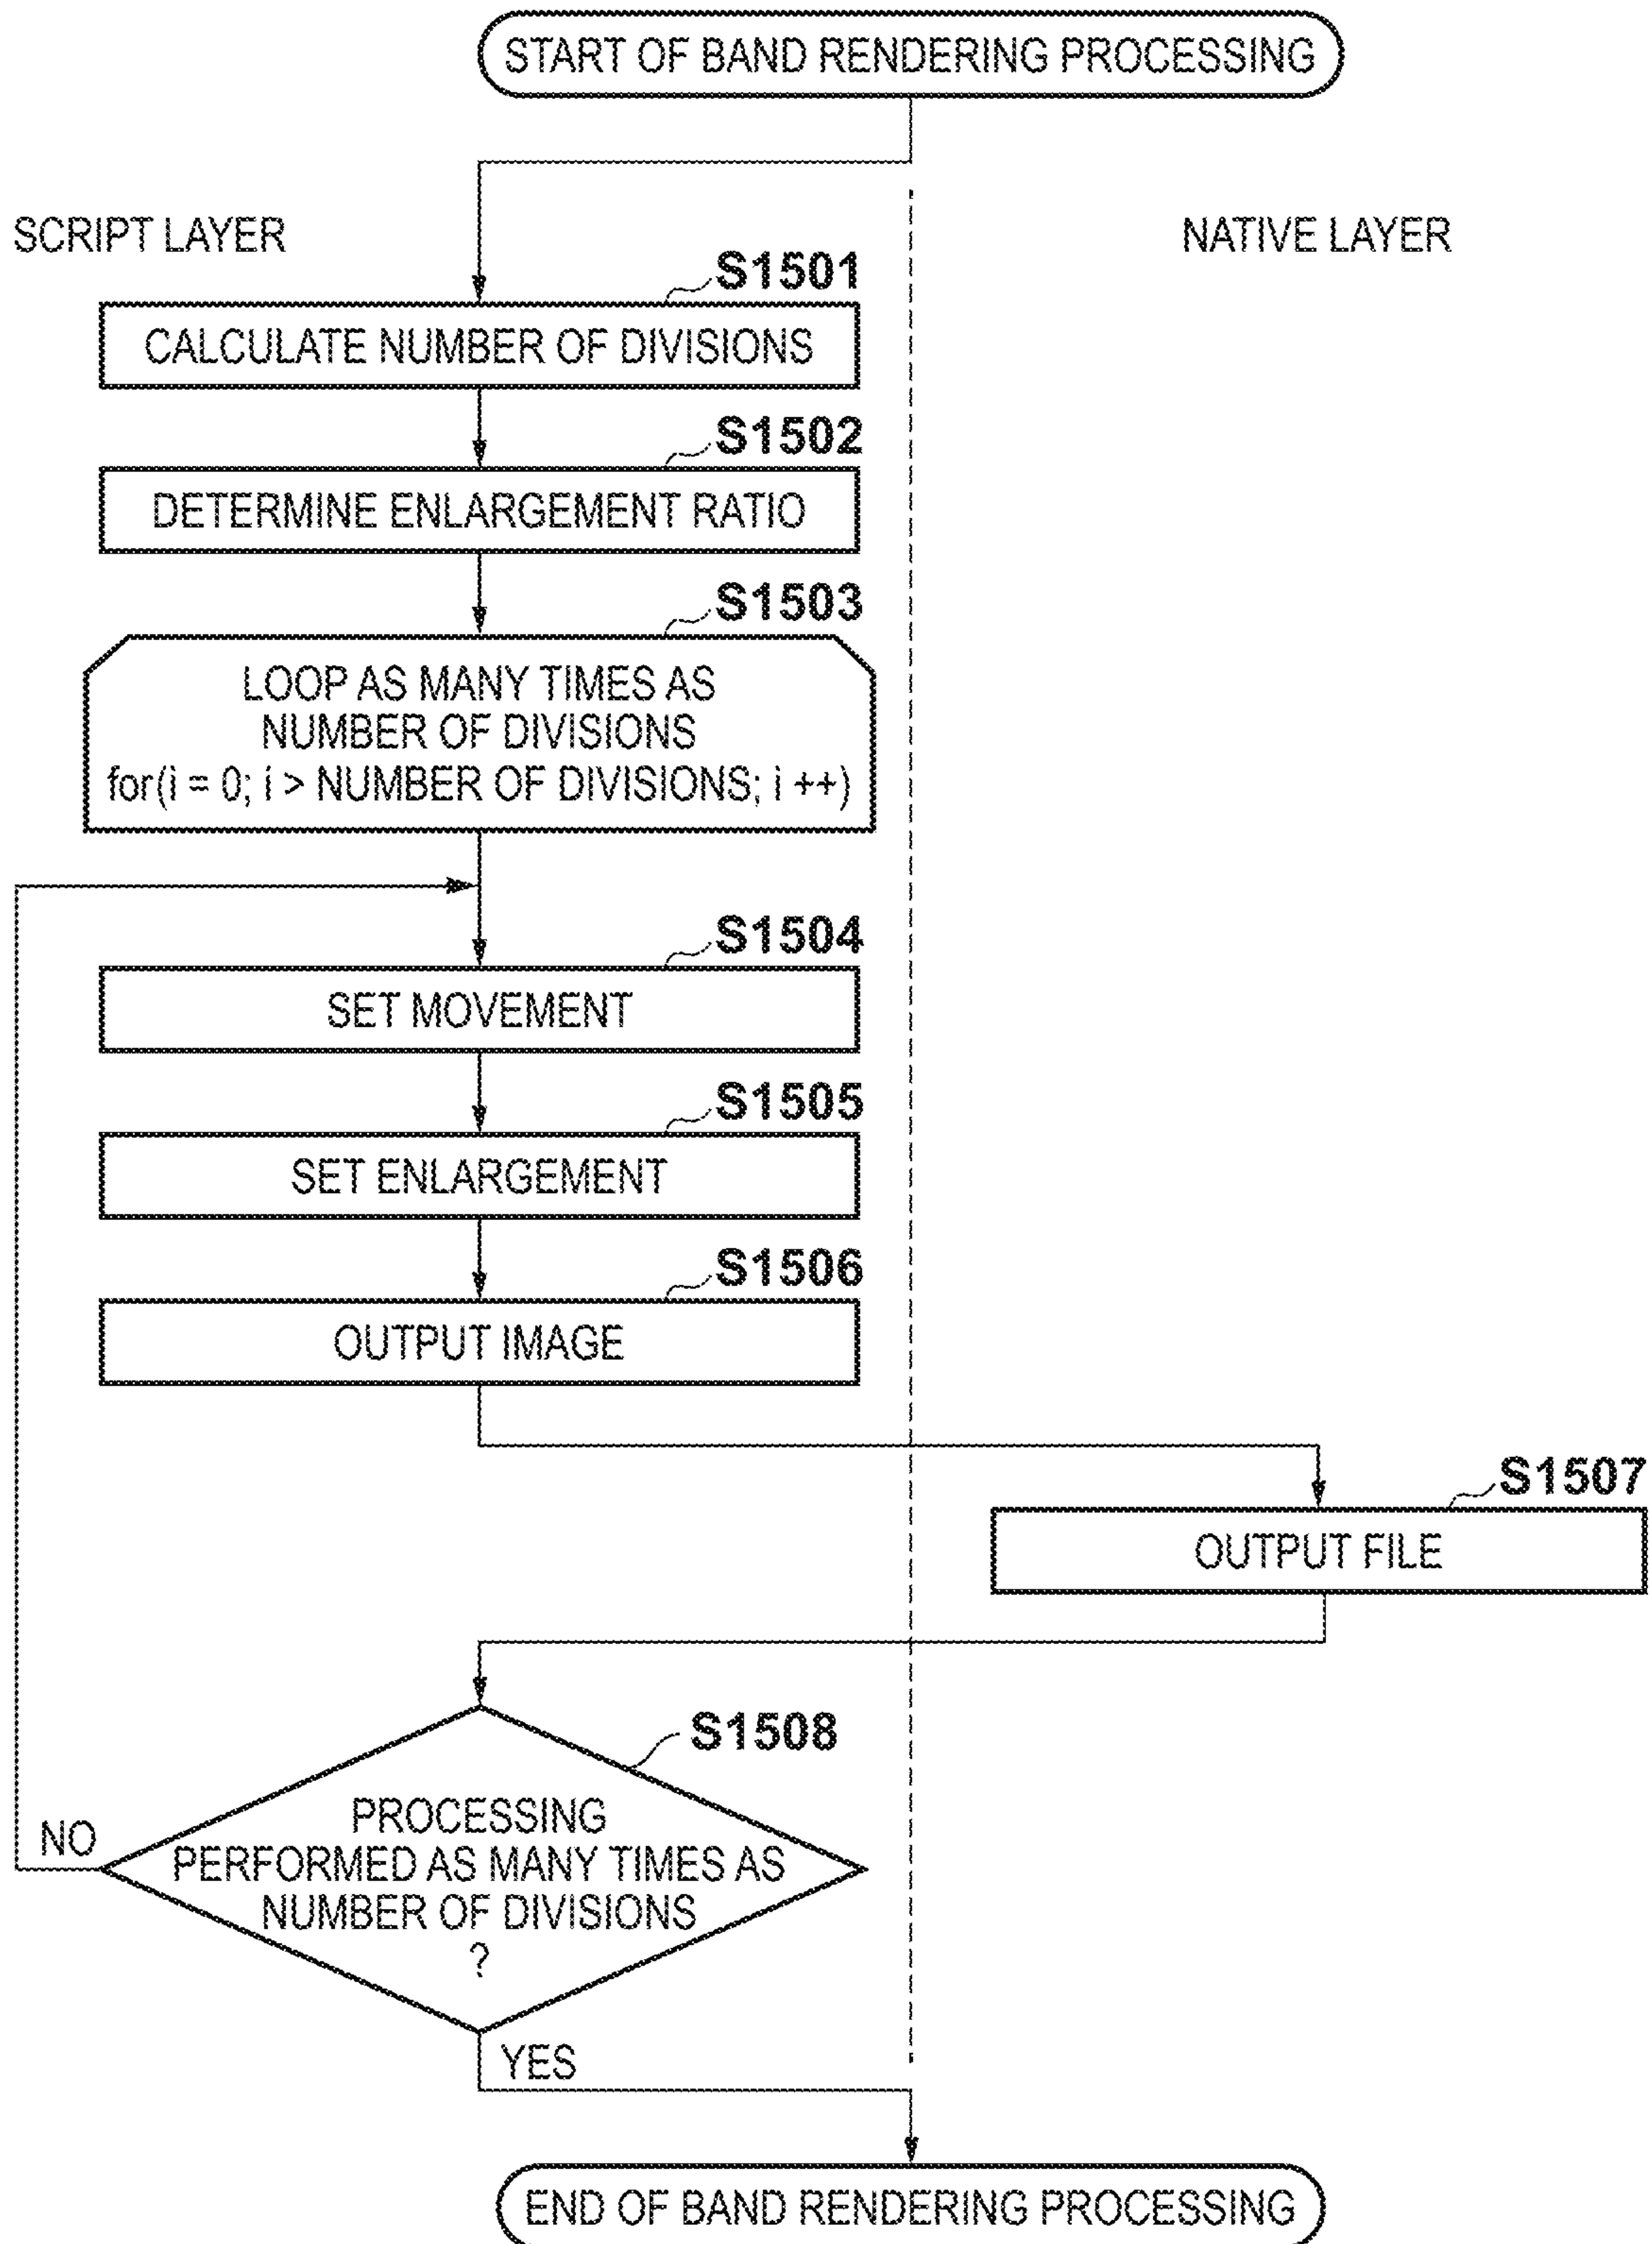 START OF BAND RENDERING PROCESSING
SCRIPT LAYER
NATIVE LAYER
S1501
CALCULATE NUMBER OF DIVISIONS
S1502
DETERMINE ENLARGEMENT RATIO
S1503
LOOP AS MANY TIMES AS
NUMBER OF DIVISIONS
for(i = 0; i > NUMBER OF DIVISIONS; i ++)
S1504
SET MOVEMENT
S1505
SET ENLARGEMENT
S1506
OUTPUT IMAGE
S1507
OUTPUT FILE
S1508
PROCESSING
PERFORMED AS MANY TIMES AS
NUMBER OF DIVISIONS
?
NO
YES
END OF BAND RENDERING PROCESSING